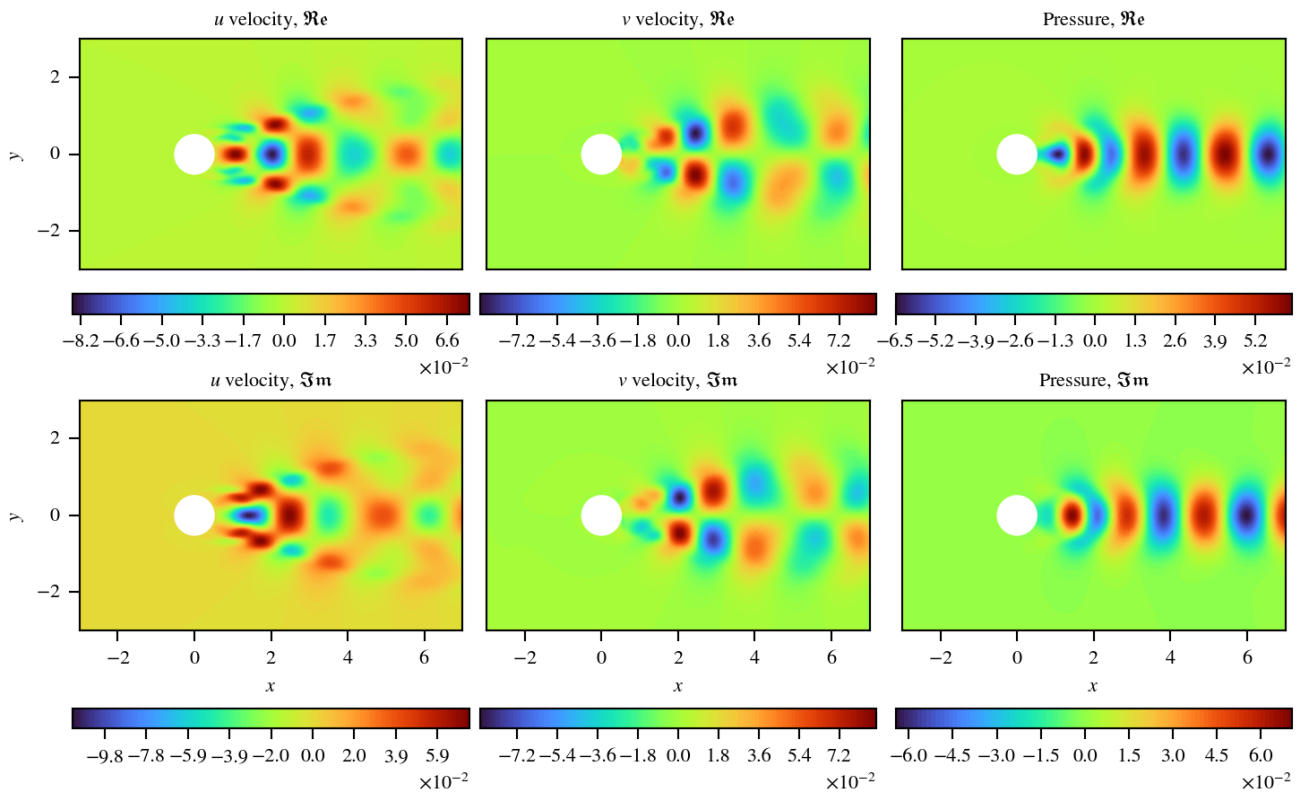 u velocity, ℜ𝔢 v velocity, ℜ𝔢 Pressure, ℜ𝔢
y
2
0
−2
−8.2 −6.6 −5.0 −3.3 −1.7 0.0 1.7 3.3 5.0 6.6 −7.2 −5.4 −3.6 −1.8 0.0 1.8 3.6 5.4 7.2 −6.5 −5.2 −3.9 −2.6 −1.3 0.0 1.3 2.6 3.9 5.2
×10⁻² ×10⁻² ×10⁻²
u velocity, ℑ𝔪 v velocity, ℑ𝔪 Pressure, ℑ𝔪
y
2
0
−2
−2 0 2 4 6 −2 0 2 4 6 −2 0 2 4 6
x x x
−9.8 −7.8 −5.9 −3.9 −2.0 0.0 2.0 3.9 5.9 −7.2 −5.4 −3.6 −1.8 0.0 1.8 3.6 5.4 7.2 −6.0 −4.5 −3.0 −1.5 0.0 1.5 3.0 4.5 6.0
×10⁻² ×10⁻² ×10⁻²